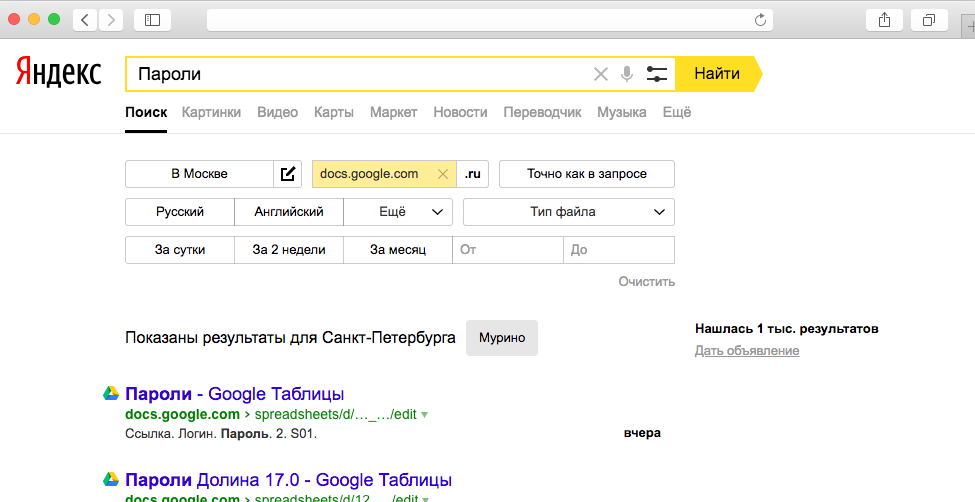 Яндекс
Пароли
Найти
Поиск Картинки Видео Карты Маркет Новости Переводчик Музыка Ещё
В Москве docs.google.com .ru Точно как в запросе
Русский Английский Ещё Тип файла
За сутки За 2 недели За месяц От До
Очистить
Показаны результаты для Санкт-Петербурга Мурино
Нашлась 1 тыс. результатов
Дать объявление
Пароли - Google Таблицы
docs.google.com › spreadsheets/d/…_…/edit
Ссылка. Логин. Пароль. 2. S01.
вчера
Пароли Долина 17.0 - Google Таблицы
docs.google.com › spreadsheets/d/12…/edit